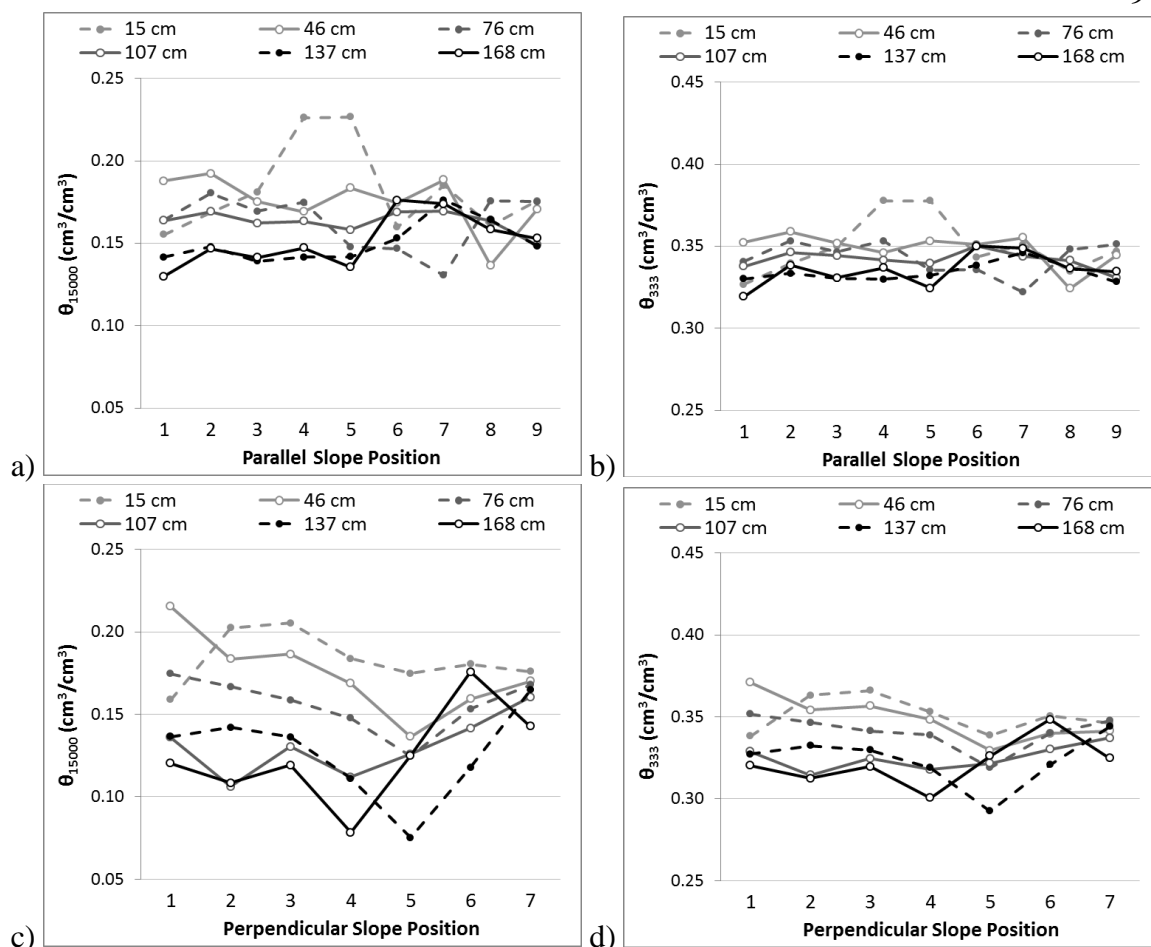 15 cm 46 cm 76 cm
107 cm 137 cm 168 cm
0.25
0.20
0.15
0.10
0.05
θ15000 (cm³/cm³)
1 2 3 4 5 6 7 8 9
Parallel Slope Position
a)
15 cm 46 cm 76 cm
107 cm 137 cm 168 cm
0.45
0.40
0.35
0.30
0.25
θ333 (cm³/cm³)
1 2 3 4 5 6 7 8 9
Parallel Slope Position
b)
15 cm 46 cm 76 cm
107 cm 137 cm 168 cm
0.25
0.20
0.15
0.10
0.05
θ15000 (cm³/cm³)
1 2 3 4 5 6 7
Perpendicular Slope Position
c)
15 cm 46 cm 76 cm
107 cm 137 cm 168 cm
0.45
0.40
0.35
0.30
0.25
θ333 (cm³/cm³)
1 2 3 4 5 6 7
Perpendicular Slope Position
d)